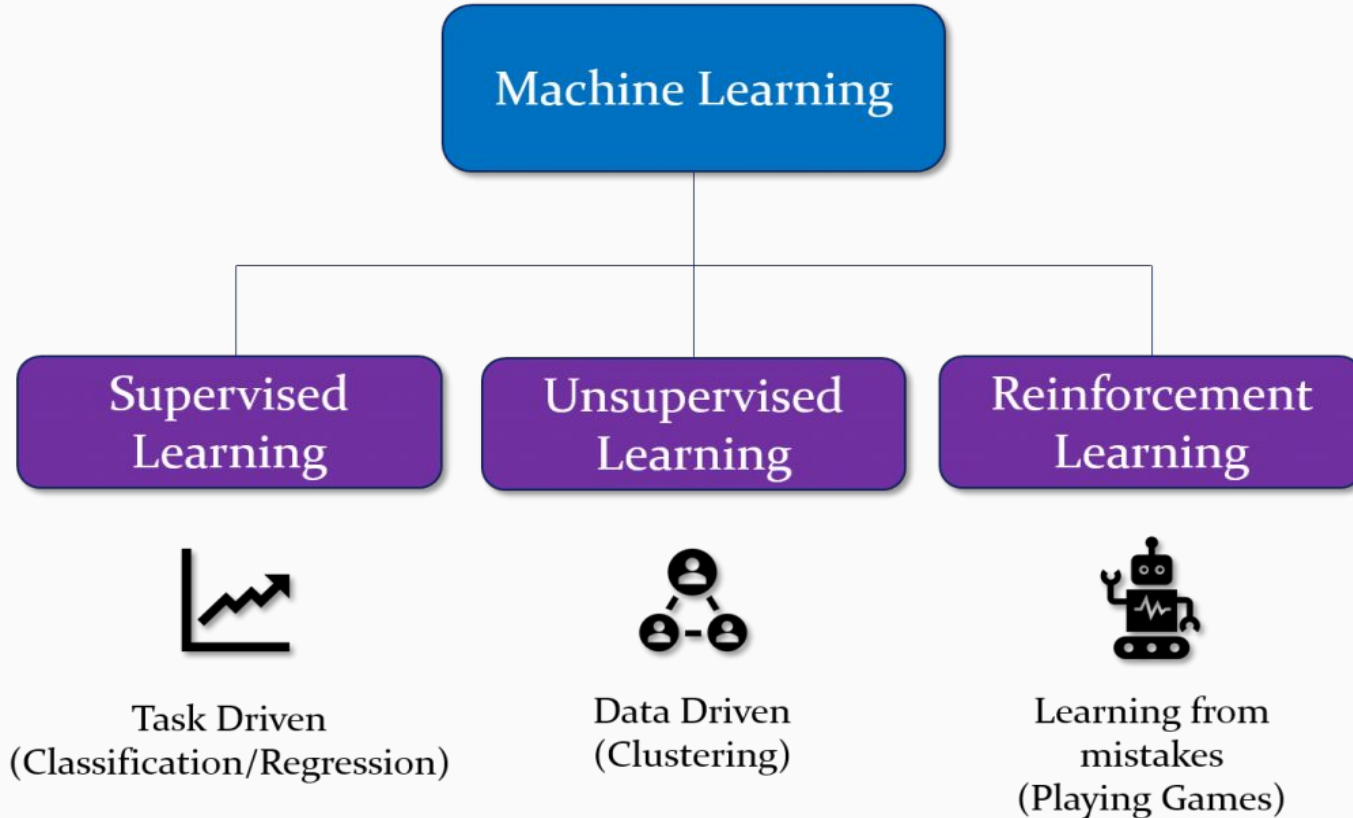 Machine Learning
Supervised
Learning
Unsupervised
Learning
Reinforcement
Learning
Task Driven
(Classification/Regression)
Data Driven
(Clustering)
Learning from
mistakes
(Playing Games)